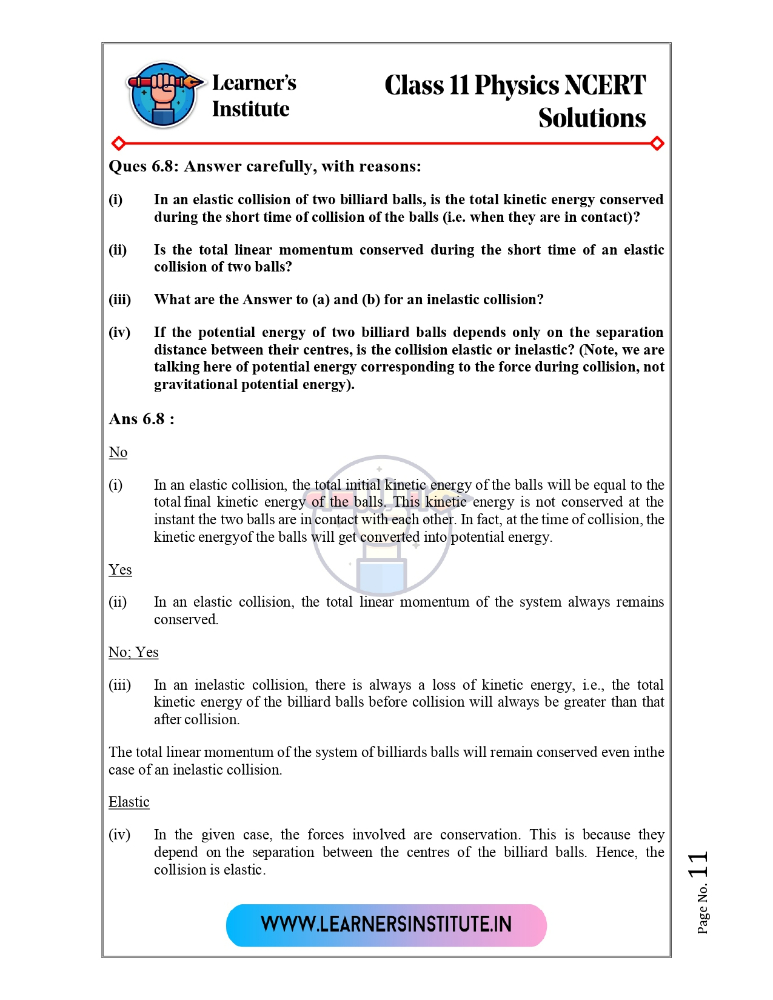 Learner's
Institute
Class 11 Physics NCERT
Solutions
Ques 6.8: Answer carefully, with reasons:
(i) In an elastic collision of two billiard balls, is the total kinetic energy conserved
during the short time of collision of the balls (i.e. when they are in contact)?
(ii) Is the total linear momentum conserved during the short time of an elastic
collision of two balls?
(iii) What are the Answer to (a) and (b) for an inelastic collision?
(iv) If the potential energy of two billiard balls depends only on the separation
distance between their centres, is the collision elastic or inelastic? (Note, we are
talking here of potential energy corresponding to the force during collision, not
gravitational potential energy).
Ans 6.8 :
No
(i) In an elastic collision, the total initial kinetic energy of the balls will be equal to the
total final kinetic energy of the balls. This kinetic energy is not conserved at the
instant the two balls are in contact with each other. In fact, at the time of collision, the
kinetic energyof the balls will get converted into potential energy.
Yes
(ii) In an elastic collision, the total linear momentum of the system always remains
conserved.
No; Yes
(iii) In an inelastic collision, there is always a loss of kinetic energy, i.e., the total
kinetic energy of the billiard balls before collision will always be greater than that
after collision.
The total linear momentum of the system of billiards balls will remain conserved even inthe
case of an inelastic collision.
Elastic
(iv) In the given case, the forces involved are conservation. This is because they
depend on the separation between the centres of the billiard balls. Hence, the
collision is elastic.
WWW.LEARNERSINSTITUTE.IN
Page No. 11